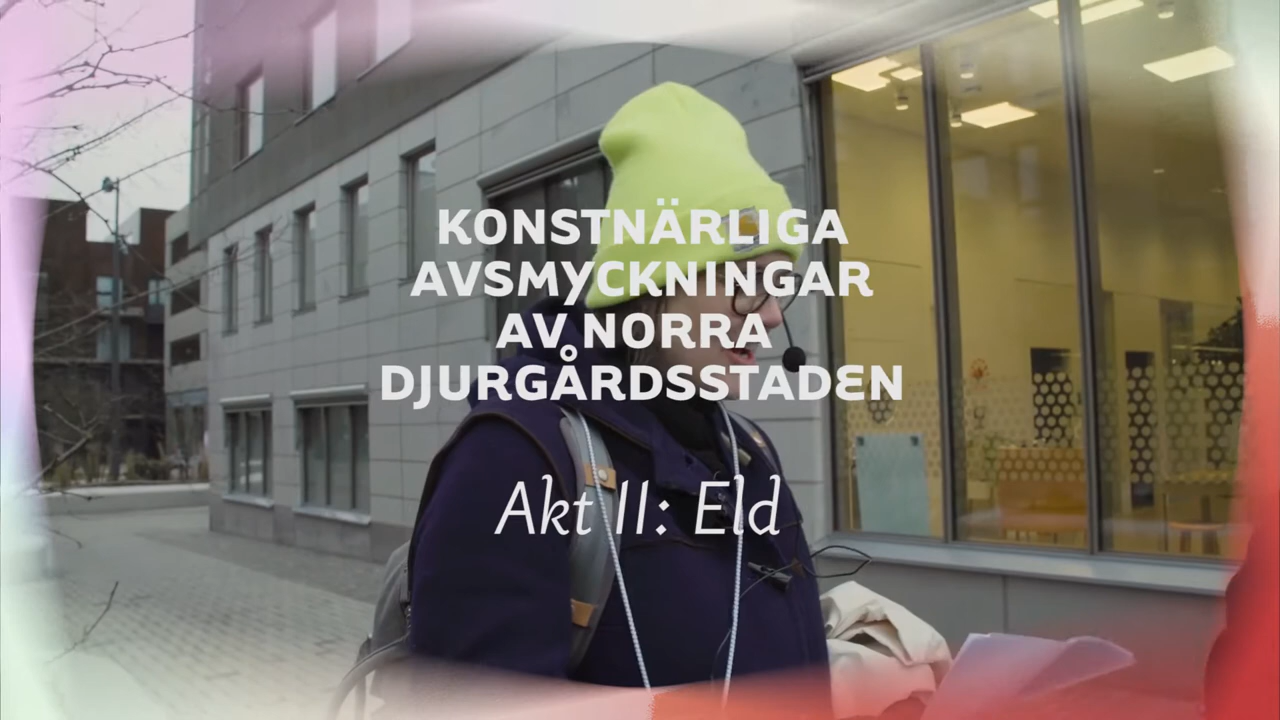 KONSTNÄRLIGA
AVSMYCKNINGAR
AV NORRA
DJURGÅRDSSTADEN
Akt II: Eld